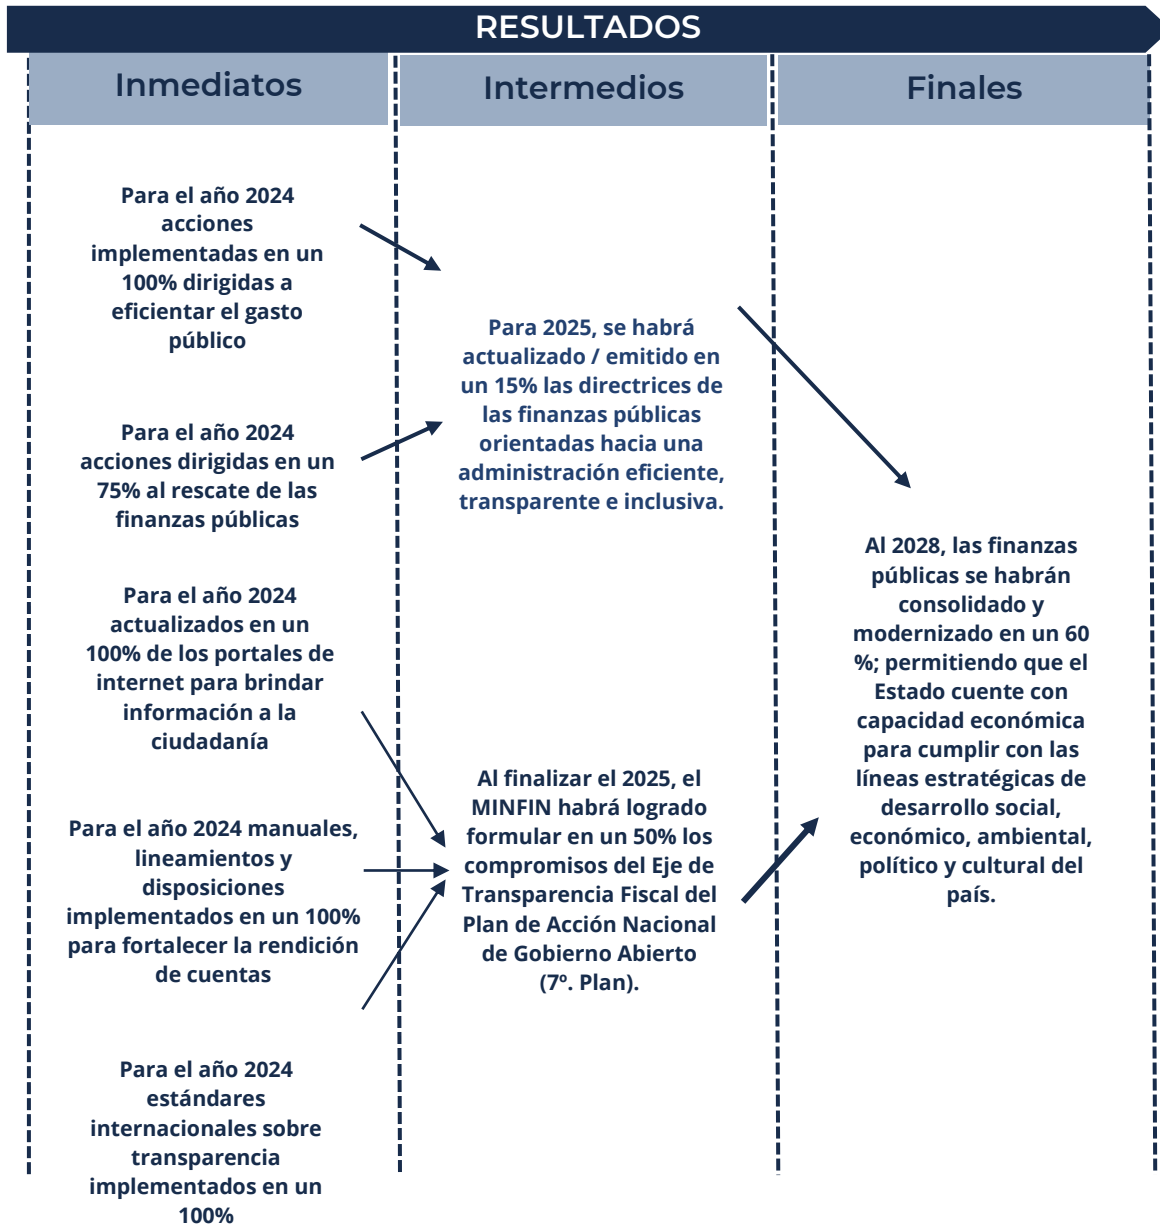 RESULTADOS
Inmediatos
Intermedios
Finales
Para el año 2024
acciones
implementadas en un
100% dirigidas a
eficientar el gasto
público
Para el año 2024
acciones dirigidas en un
75% al rescate de las
finanzas públicas
Para el año 2024
actualizados en un
100% de los portales de
internet para brindar
información a la
ciudadanía
Para el año 2024 manuales,
lineamientos y
disposiciones
implementados en un 100%
para fortalecer la rendición
de cuentas
Para el año 2024
estándares
internacionales sobre
transparencia
implementados en un
100%
Para 2025, se habrá
actualizado / emitido en
un 15% las directrices de
las finanzas públicas
orientadas hacia una
administración eficiente,
transparente e inclusiva.
Al finalizar el 2025, el
MINFIN habrá logrado
formular en un 50% los
compromisos del Eje de
Transparencia Fiscal del
Plan de Acción Nacional
de Gobierno Abierto
(7º. Plan).
Al 2028, las finanzas
públicas se habrán
consolidado y
modernizado en un 60
%; permitiendo que el
Estado cuente con
capacidad económica
para cumplir con las
líneas estratégicas de
desarrollo social,
económico, ambiental,
político y cultural del
país.